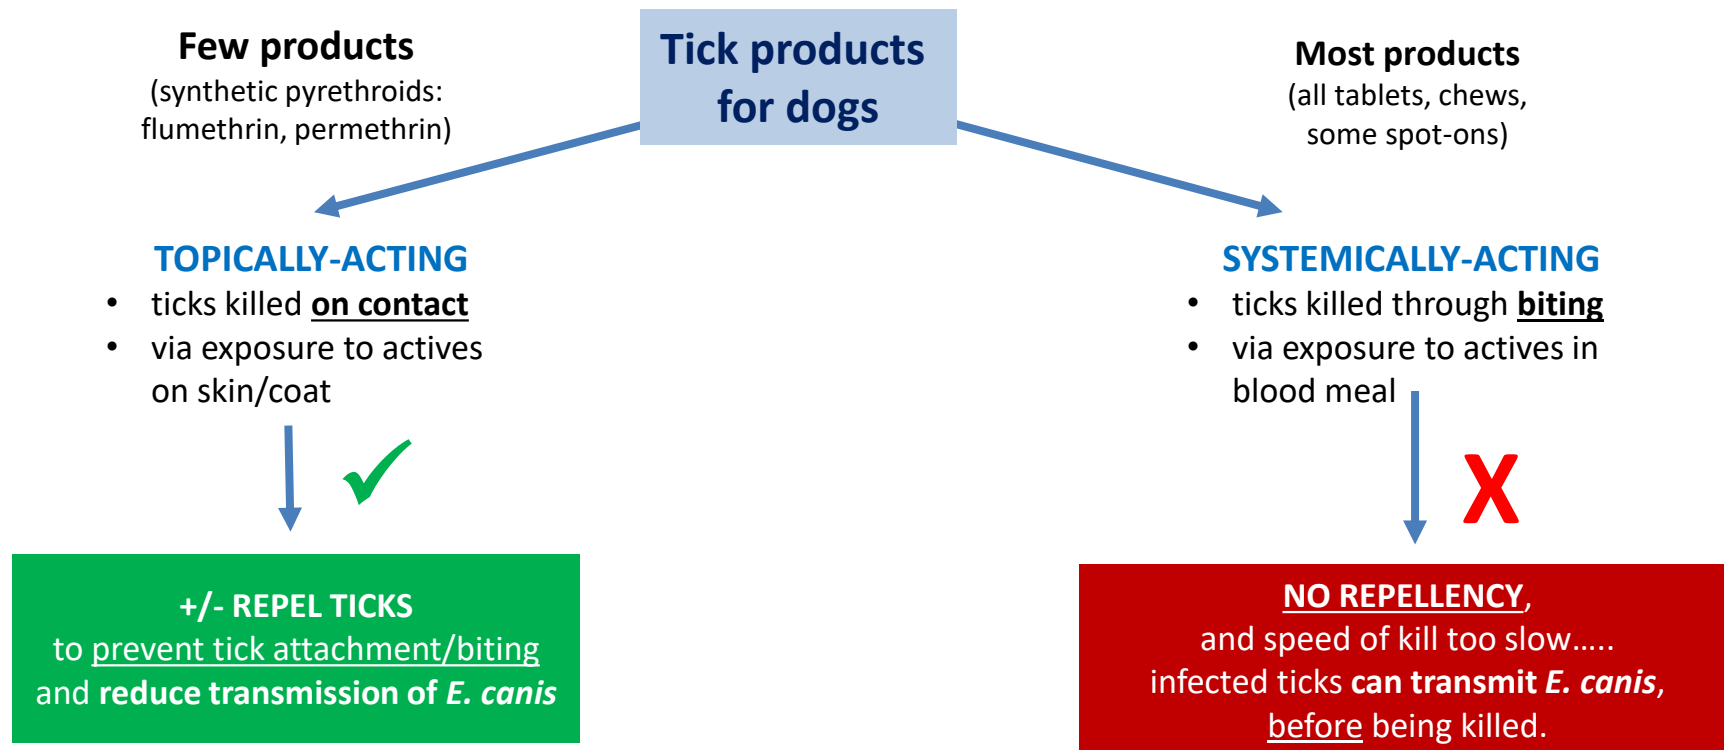 Tick products
for dogs
Few products
(synthetic pyrethroids:
flumethrin, permethrin)
TOPICALLY-ACTING
• ticks killed on contact
• via exposure to actives
on skin/coat
+/- REPEL TICKS
to prevent tick attachment/biting
and reduce transmission of E. canis
Most products
(all tablets, chews,
some spot-ons)
SYSTEMICALLY-ACTING
• ticks killed through biting
• via exposure to actives in
blood meal
X
NO REPELLENCY,
and speed of kill too slow…..
infected ticks can transmit E. canis,
before being killed.